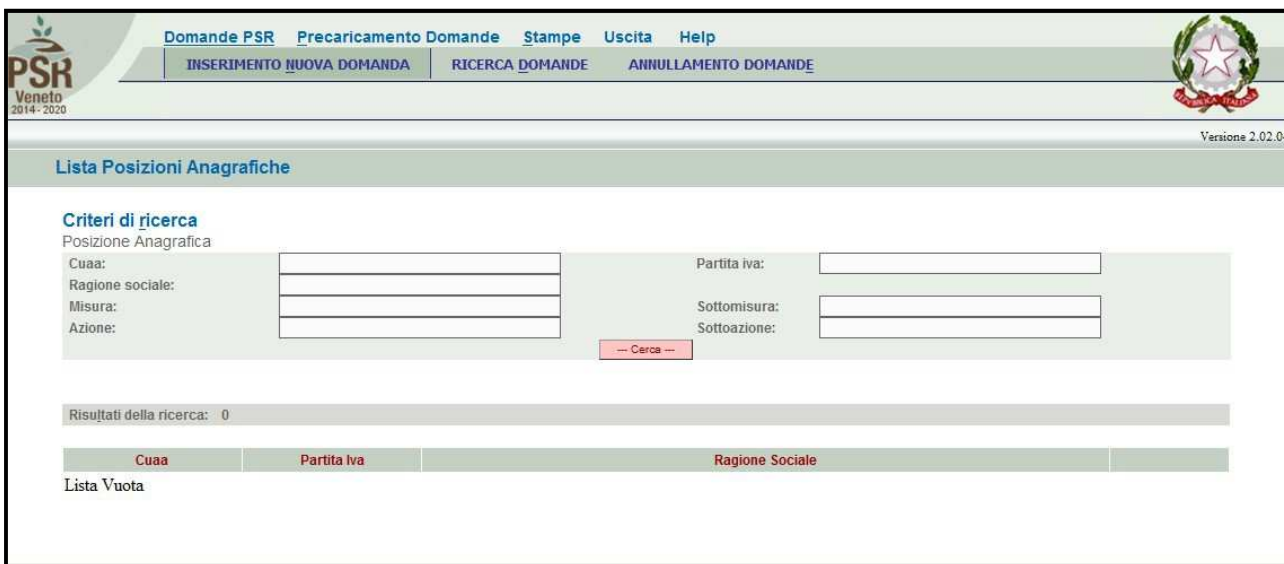 Domande PSR Precaricamento Domande Stampe Uscita Help
INSERIMENTO NUOVA DOMANDA RICERCA DOMANDE ANNULLAMENTO DOMANDE
PSR
Veneto
2014 - 2020
REPVBBLICA ITALIANA
Versione 2.02.0
Lista Posizioni Anagrafiche
Criteri di ricerca
Posizione Anagrafica
Cuaa: Partita iva:
Ragione sociale:
Misura: Sottomisura:
Azione: Sottoazione:
--- Cerca ---
Risultati della ricerca: 0
Cuaa Partita Iva Ragione Sociale
Lista Vuota